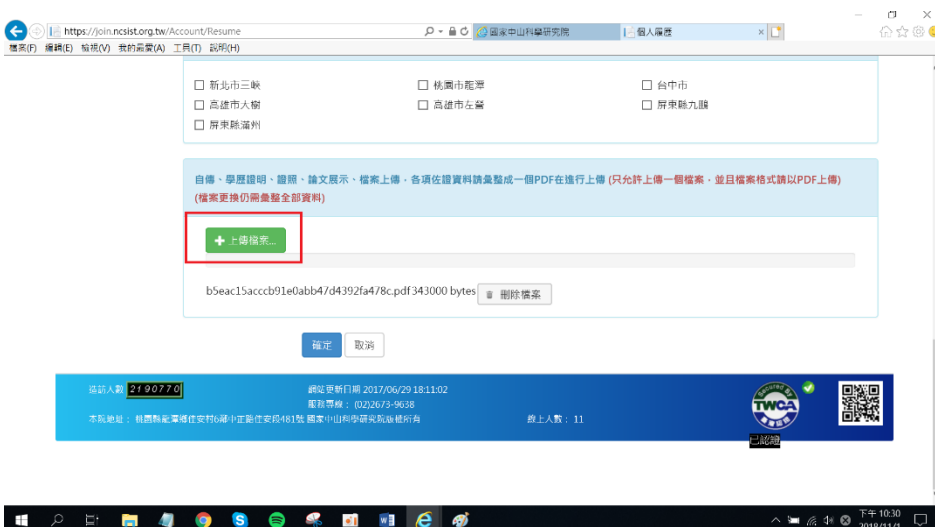 https://join.ncsist.org.tw/Account/Resume
國家中山科學研究院
個人履歷
檔案(F) 編輯(E) 檢視(V) 我的最愛(A) 工具(T) 說明(H)
新北市三峽 桃園市龍潭 台中市
高雄市大樹 高雄市左營 屏東縣九鵬
屏東縣滿州
自傳、學歷證明、證照、論文展示、檔案上傳，各項佐證資料請彙整成一個PDF在進行上傳 (只允許上傳一個檔案，並且檔案格式請以PDF上傳)
(檔案更換仍需彙整全部資料)
上傳檔案...
b5eac15acccb91e0abb47d4392fa478c.pdf343000 bytes 刪除檔案
確定 取消
造訪人數 2190770 網站更新日期 2017/06/29 18:11:02
服務專線： (02)2673-9638
本院地址： 桃園縣龍潭鄉佳安村6鄰中正路佳安段481號 國家中山科學研究院版權所有 線上人數： 11
Secured By
TWCA
已認證
下午 10:30
2018/11/1